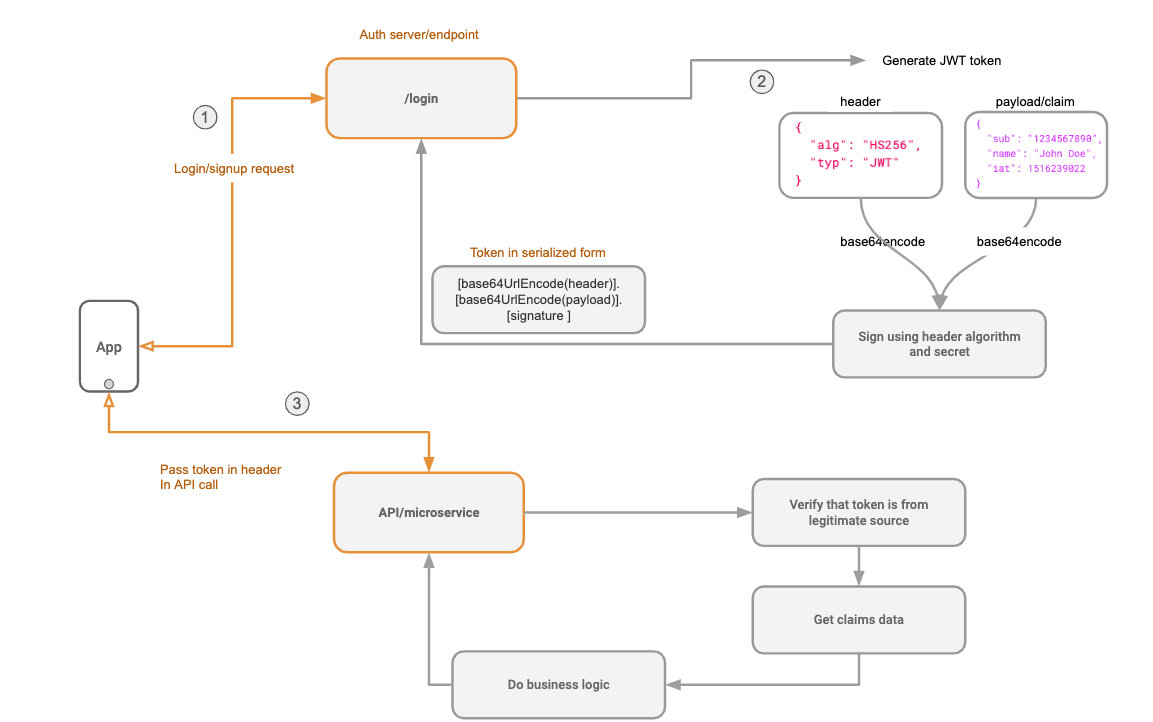 Auth server/endpoint
/login
1
Login/signup request
2
Generate JWT token
header
payload/claim
{
"alg": "HS256",
"typ": "JWT"
}
{
"sub": "1234567890",
"name": "John Doe",
"iat": 1516239022
}
base64encode
base64encode
Token in serialized form
[base64UrlEncode(header)].
[base64UrlEncode(payload)].
[signature ]
Sign using header algorithm
and secret
App
3
Pass token in header
In API call
API/microservice
Verify that token is from
legitimate source
Get claims data
Do business logic